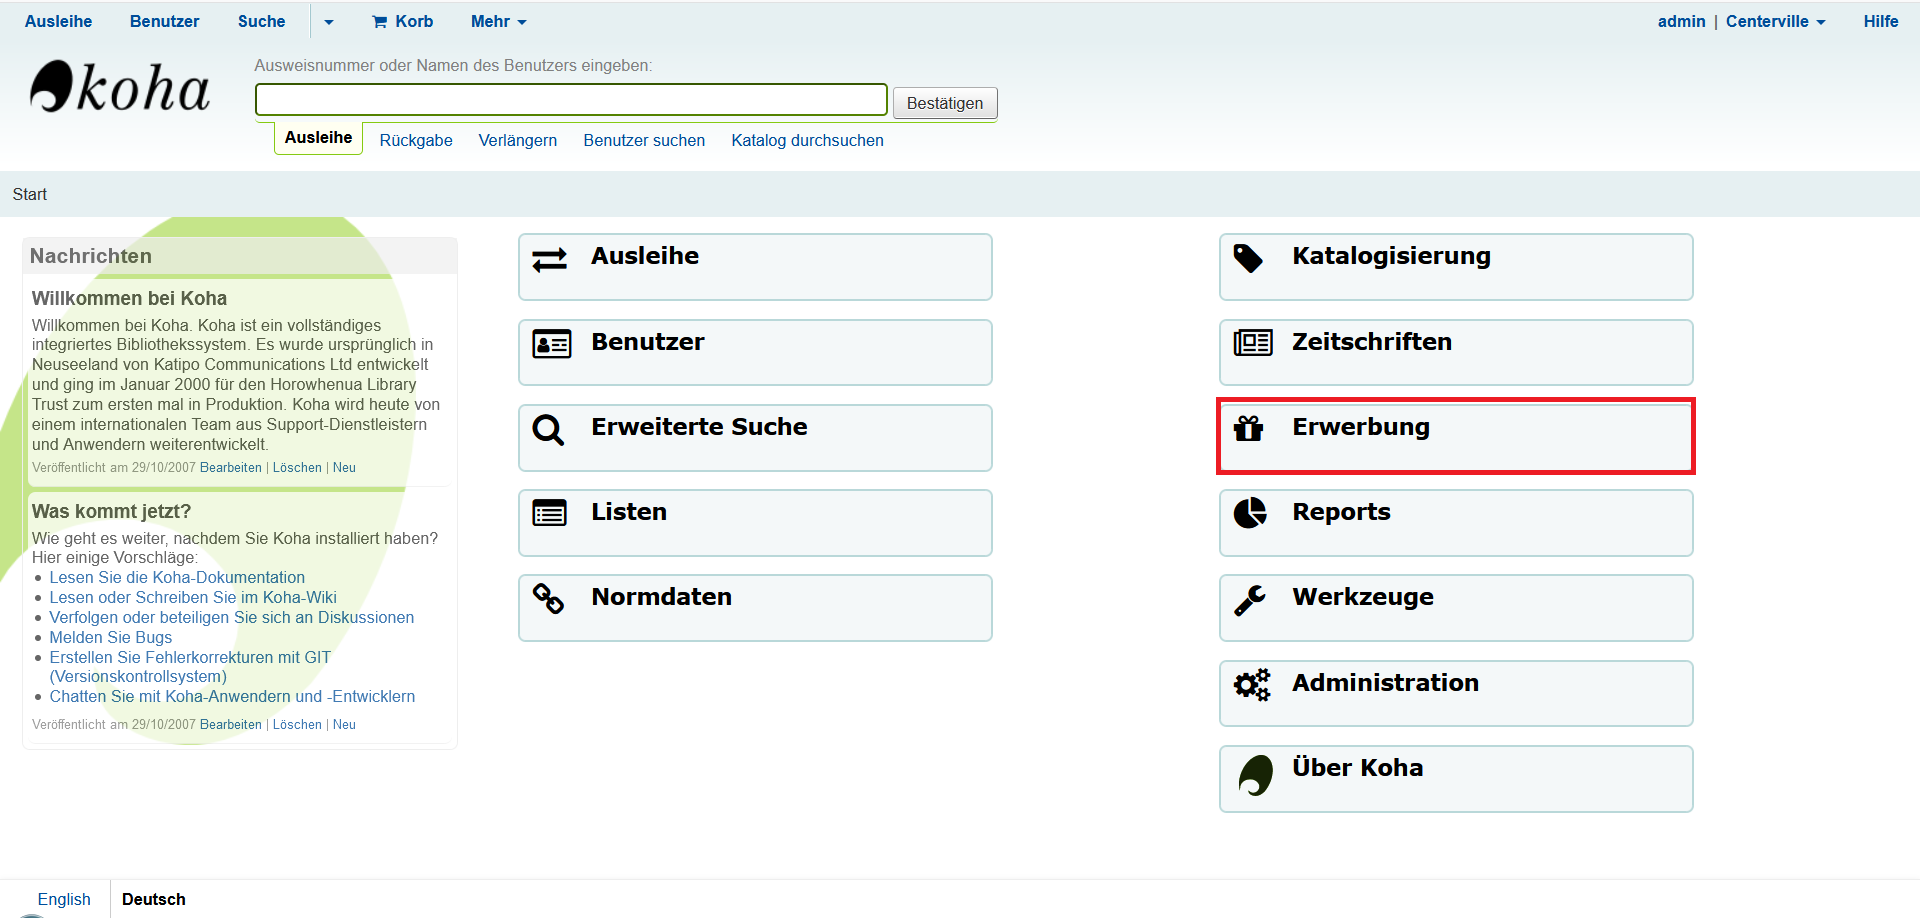 Ausleihe Benutzer Suche Korb Mehr admin | Centerville Hilfe
koha
Ausweisnummer oder Namen des Benutzers eingeben:
Bestätigen
Ausleihe Rückgabe Verlängern Benutzer suchen Katalog durchsuchen
Start
Nachrichten
Willkommen bei Koha
Willkommen bei Koha. Koha ist ein vollständiges
integriertes Bibliothekssystem. Es wurde ursprünglich in
Neuseeland von Katipo Communications Ltd entwickelt
und ging im Januar 2000 für den Horowhenua Library
Trust zum ersten mal in Produktion. Koha wird heute von
einem internationalen Team aus Support-Dienstleistern
und Anwendern weiterentwickelt.
Veröffentlicht am 29/10/2007 Bearbeiten | Löschen | Neu
Was kommt jetzt?
Wie geht es weiter, nachdem Sie Koha installiert haben?
Hier einige Vorschläge:
Lesen Sie die Koha-Dokumentation
Lesen oder Schreiben Sie im Koha-Wiki
Verfolgen oder beteiligen Sie sich an Diskussionen
Melden Sie Bugs
Erstellen Sie Fehlerkorrekturen mit GIT
(Versionskontrollsystem)
Chatten Sie mit Koha-Anwendern und -Entwicklern
Veröffentlicht am 29/10/2007 Bearbeiten | Löschen | Neu
Ausleihe
Benutzer
Erweiterte Suche
Listen
Normdaten
Katalogisierung
Zeitschriften
Erwerbung
Reports
Werkzeuge
Administration
Über Koha
English Deutsch